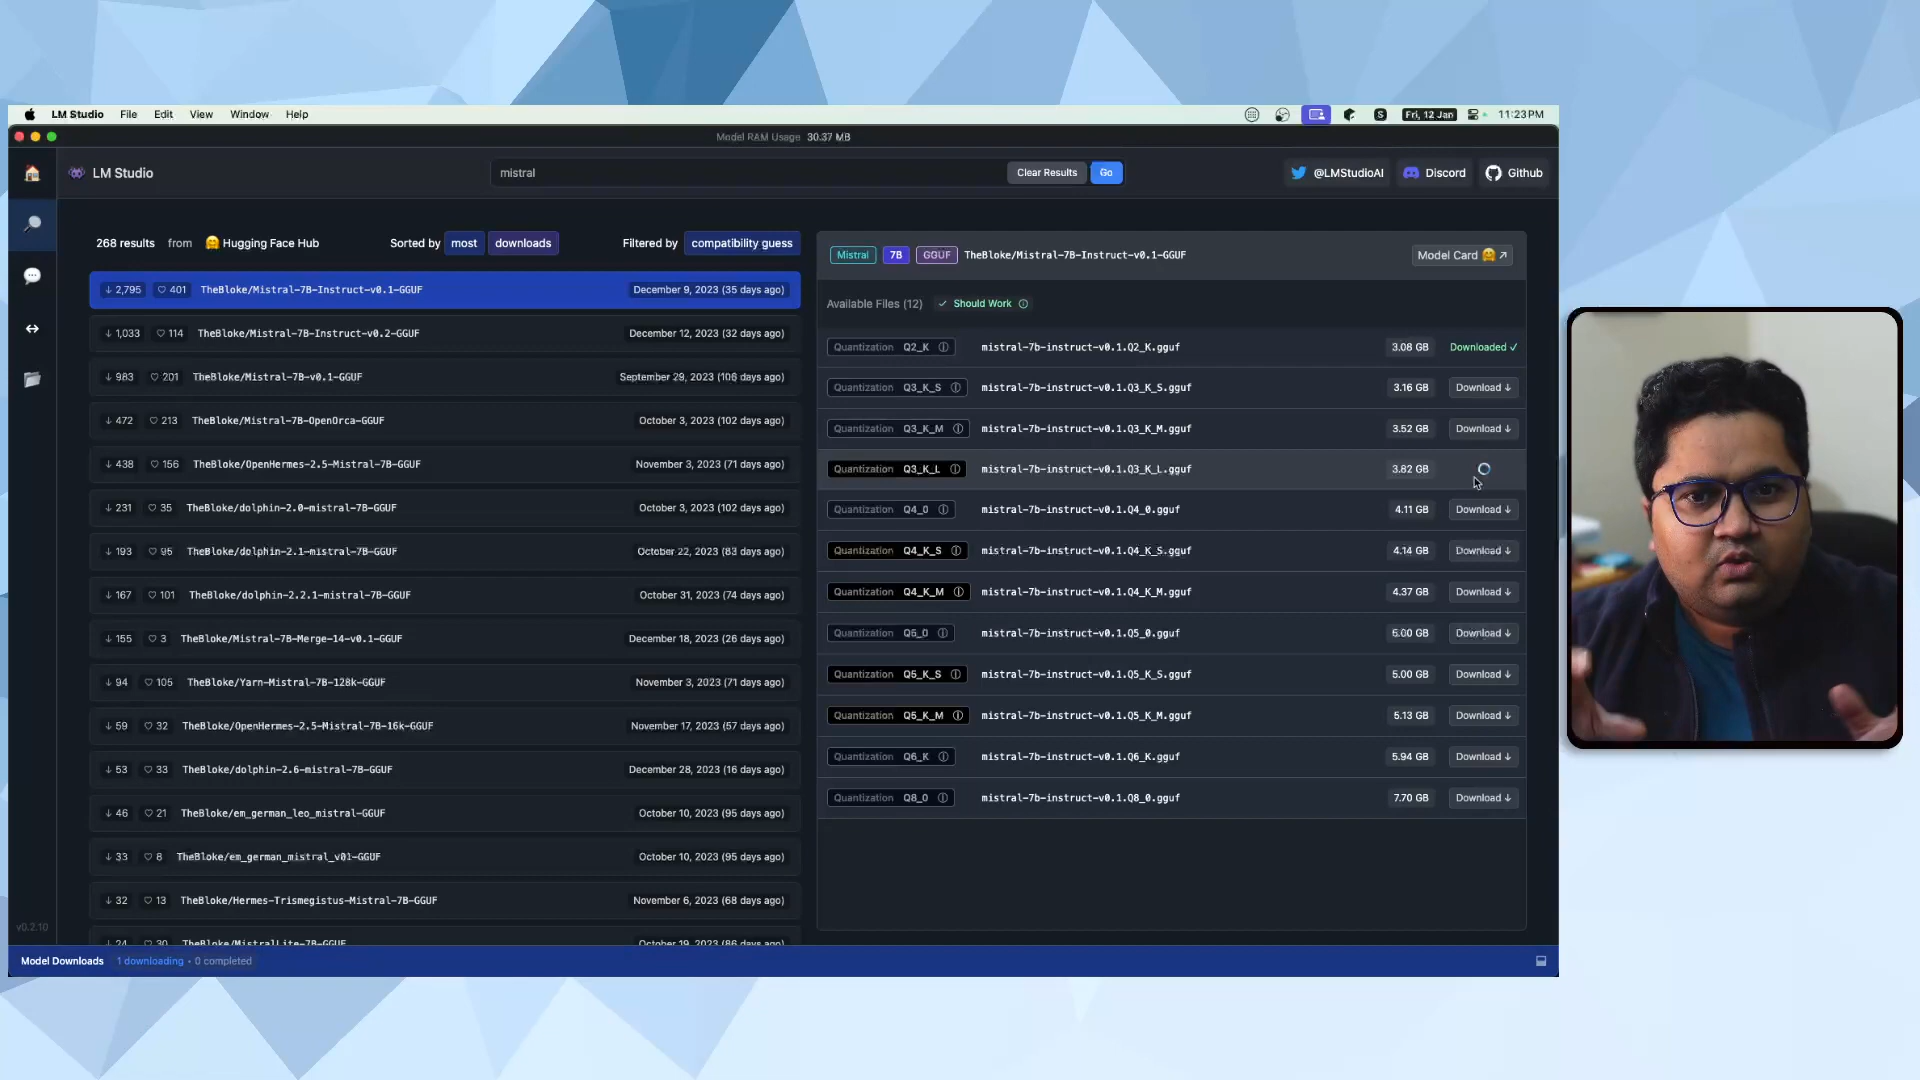 LM Studio File Edit View Window Help Fri, 12 Jan 11:23 PM
Model RAM Usage 30.37 MB
LM Studio mistral Clear Results Go @LMStudioAI Discord Github
268 results from Hugging Face Hub Sorted by most downloads Filtered by compatibility guess
2,795 401 TheBloke/Mistral-7B-Instruct-v0.1-GGUF December 9, 2023 (35 days ago)
1,033 114 TheBloke/Mistral-7B-Instruct-v0.2-GGUF December 12, 2023 (32 days ago)
983 201 TheBloke/Mistral-7B-v0.1-GGUF September 29, 2023 (106 days ago)
472 213 TheBloke/Mistral-7B-OpenOrca-GGUF October 3, 2023 (102 days ago)
438 156 TheBloke/OpenHermes-2.5-Mistral-7B-GGUF November 3, 2023 (71 days ago)
231 35 TheBloke/dolphin-2.0-mistral-7B-GGUF October 3, 2023 (102 days ago)
193 95 TheBloke/dolphin-2.1-mistral-7B-GGUF October 22, 2023 (83 days ago)
167 101 TheBloke/dolphin-2.2.1-mistral-7B-GGUF October 31, 2023 (74 days ago)
155 3 TheBloke/Mistral-7B-Merge-14-v0.1-GGUF December 18, 2023 (26 days ago)
94 105 TheBloke/Yarn-Mistral-7B-128k-GGUF November 3, 2023 (71 days ago)
59 32 TheBloke/OpenHermes-2.5-Mistral-7B-16k-GGUF November 17, 2023 (57 days ago)
53 33 TheBloke/dolphin-2.6-mistral-7B-GGUF December 28, 2023 (16 days ago)
46 21 TheBloke/em_german_leo_mistral-GGUF October 10, 2023 (95 days ago)
33 8 TheBloke/em_german_mistral_v01-GGUF October 10, 2023 (95 days ago)
32 13 TheBloke/Hermes-Trismegistus-Mistral-7B-GGUF November 6, 2023 (68 days ago)
24 30 TheBloke/MistralLite-7B-GGUF October 19, 2023 (86 days ago)
Mistral 7B GGUF TheBloke/Mistral-7B-Instruct-v0.1-GGUF Model Card ↗
Available Files (12) ✓ Should Work
Quantization Q2_K mistral-7b-instruct-v0.1.Q2_K.gguf 3.08 GB Downloaded ✓
Quantization Q3_K_S mistral-7b-instruct-v0.1.Q3_K_S.gguf 3.16 GB Download ↓
Quantization Q3_K_M mistral-7b-instruct-v0.1.Q3_K_M.gguf 3.52 GB Download ↓
Quantization Q3_K_L mistral-7b-instruct-v0.1.Q3_K_L.gguf 3.82 GB
Quantization Q4_0 mistral-7b-instruct-v0.1.Q4_0.gguf 4.11 GB Download ↓
Quantization Q4_K_S mistral-7b-instruct-v0.1.Q4_K_S.gguf 4.14 GB Download ↓
Quantization Q4_K_M mistral-7b-instruct-v0.1.Q4_K_M.gguf 4.37 GB Download ↓
Quantization Q5_0 mistral-7b-instruct-v0.1.Q5_0.gguf 5.00 GB Download ↓
Quantization Q5_K_S mistral-7b-instruct-v0.1.Q5_K_S.gguf 5.00 GB Download ↓
Quantization Q5_K_M mistral-7b-instruct-v0.1.Q5_K_M.gguf 5.13 GB Download ↓
Quantization Q6_K mistral-7b-instruct-v0.1.Q6_K.gguf 5.94 GB Download ↓
Quantization Q8_0 mistral-7b-instruct-v0.1.Q8_0.gguf 7.70 GB Download ↓
v0.2.10
Model Downloads 1 downloading • 0 completed